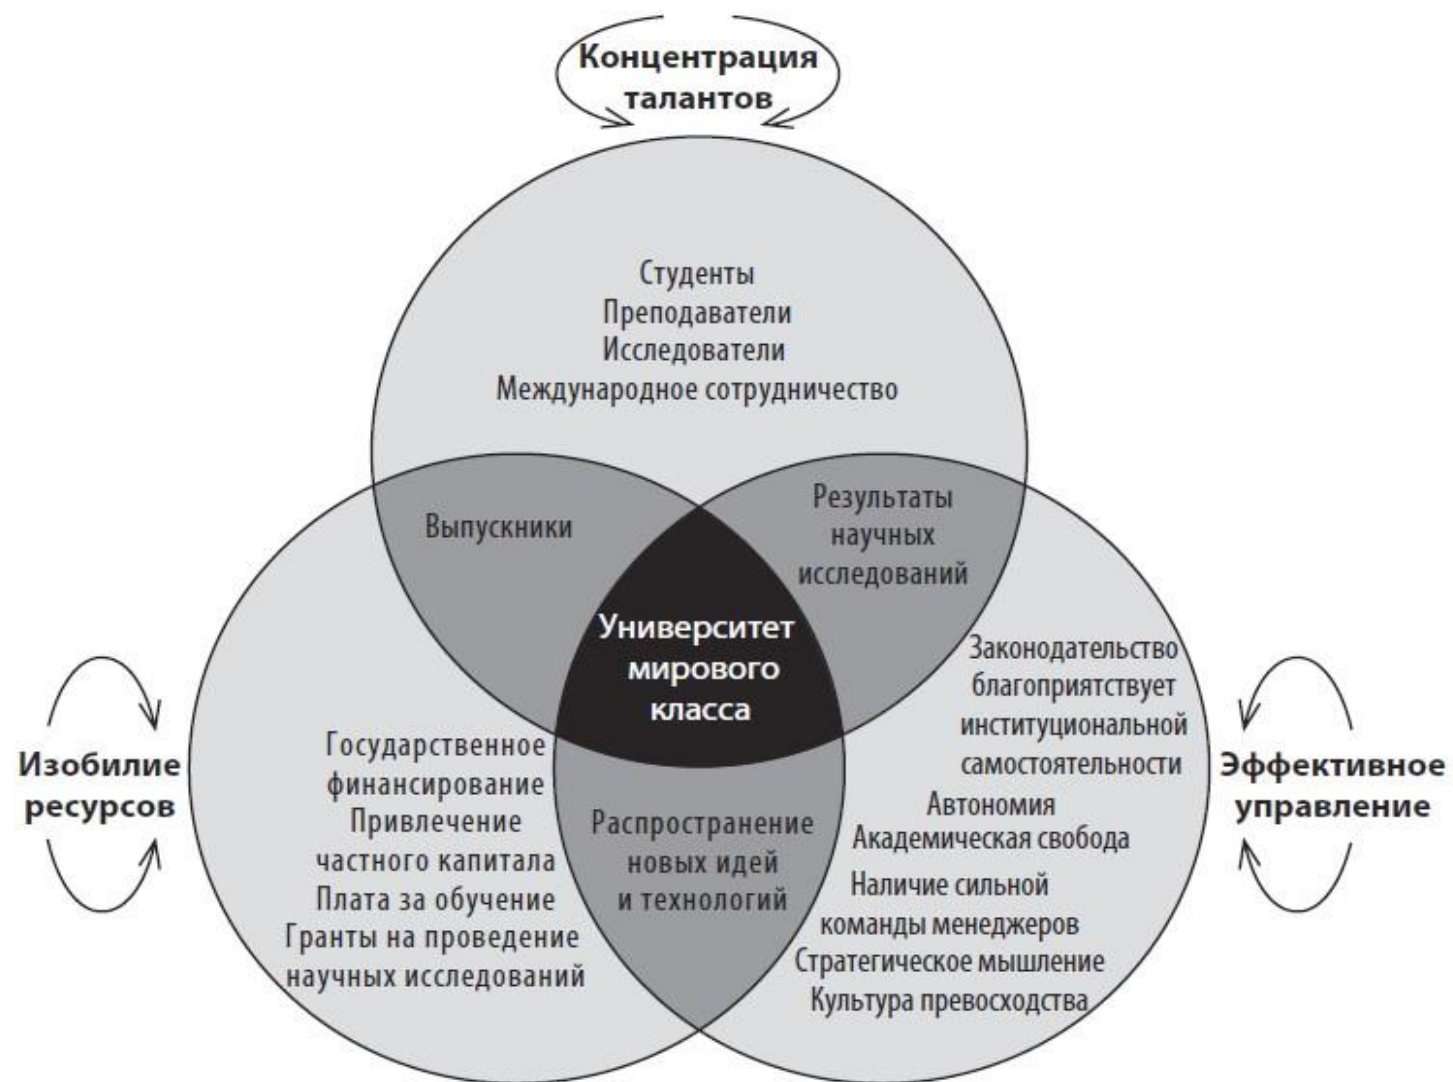 Концентрация
талантов
Студенты
Преподаватели
Исследователи
Международное сотрудничество
Выпускники
Результаты
научных
исследований
Университет
мирового
класса
Изобилие
ресурсов
Государственное
финансирование
Привлечение
частного капитала
Плата за обучение
Гранты на проведение
научных исследований
Распространение
новых идей
и технологий
Законодательство
благоприятствует
институциональной
самостоятельности
Автономия
Академическая свобода
Наличие сильной
команды менеджеров
Стратегическое мышление
Культура превосходства
Эффективное
управление